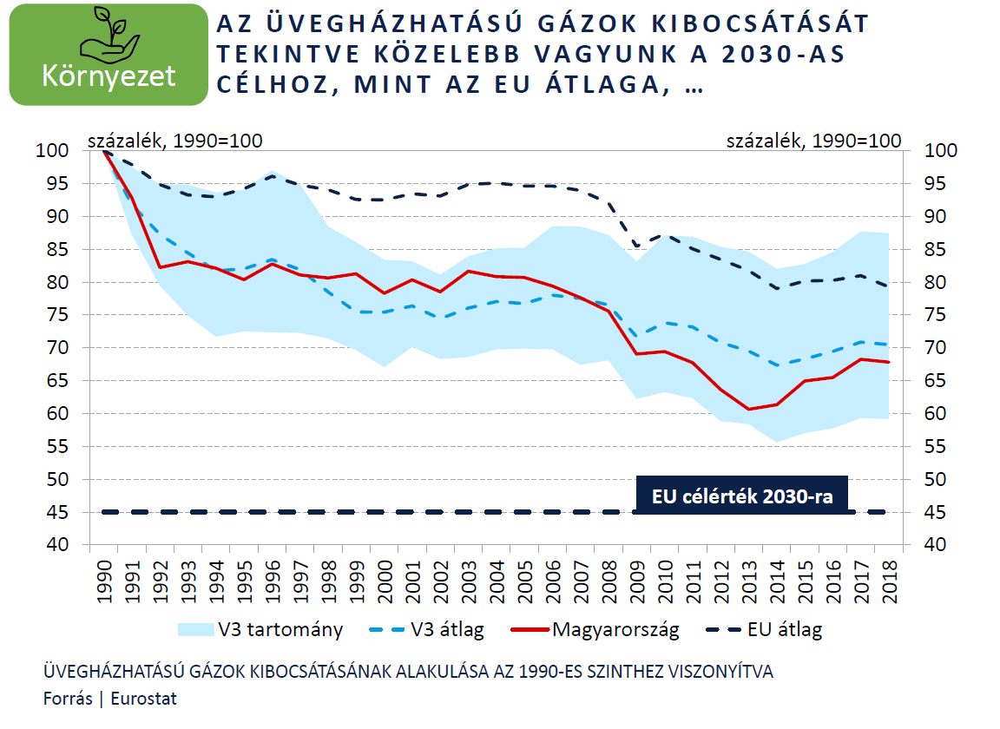 Környezet
AZ ÜVEGHÁZHATÁSÚ GÁZOK KIBOCSÁTÁSÁT
TEKINTVE KÖZELEBB VAGYUNK A 2030-AS
CÉLHOZ, MINT AZ EU ÁTLAGA, …
százalék, 1990=100
százalék, 1990=100
100 100
95 95
90 90
85 85
80 80
75 75
70 70
65 65
60 60
55 55
50 50
EU célérték 2030-ra
45 45
40 40
1990 1991 1992 1993 1994 1995 1996 1997 1998 1999 2000 2001 2002 2003 2004 2005 2006 2007 2008 2009 2010 2011 2012 2013 2014 2015 2016 2017 2018
V3 tartomány V3 átlag Magyarország EU átlag
ÜVEGHÁZHATÁSÚ GÁZOK KIBOCSÁTÁSÁNAK ALAKULÁSA AZ 1990-ES SZINTHEZ VISZONYÍTVA
Forrás | Eurostat